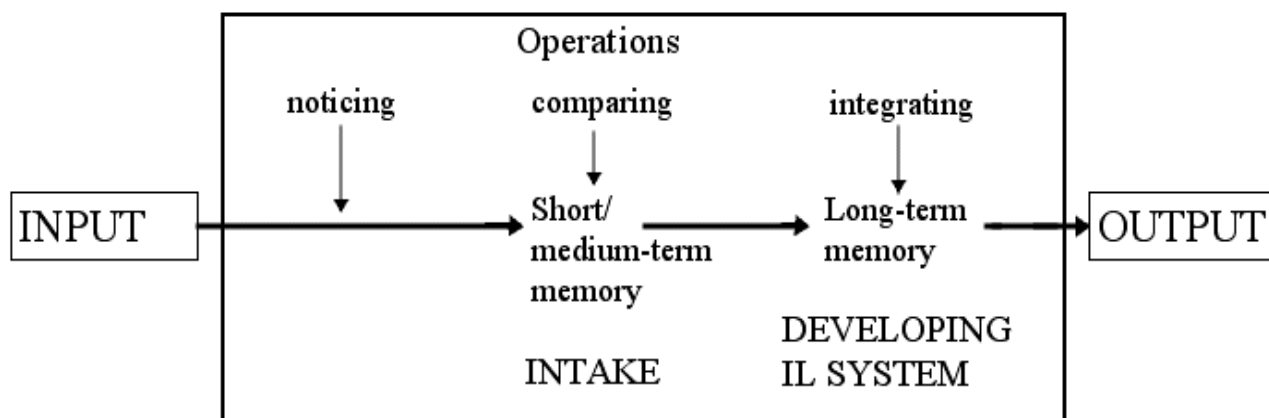 Operations
noticing
comparing
integrating
INPUT
Short/
medium-term
memory
Long-term
memory
OUTPUT
INTAKE
DEVELOPING
IL SYSTEM